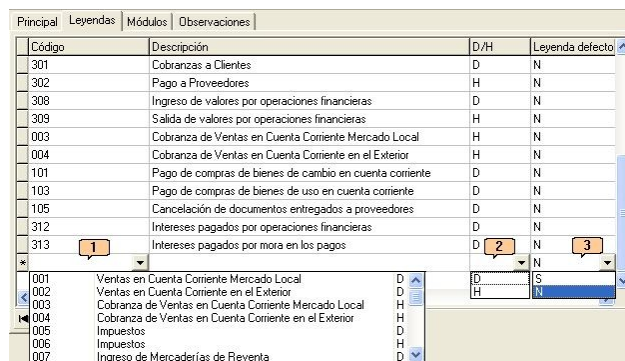 Principal Leyendas Módulos Observaciones
Código Descripción D/H Leyenda defecto
301 Cobranzas a Clientes D N
302 Pago a Proveedores H N
308 Ingreso de valores por operaciones financieras D N
309 Salida de valores por operaciones financieras H N
003 Cobranza de Ventas en Cuenta Corriente Mercado Local H N
004 Cobranza de Ventas en Cuenta Corriente en el Exterior H N
101 Pago de compras de bienes de cambio en cuenta corriente D N
103 Pago de compras de bienes de uso en cuenta corriente D N
105 Cancelación de documentos entregados a proveedores D N
312 Intereses pagados por operaciones financieras D N
313 Intereses pagados por mora en los pagos D N
1 2 3
* N
001 Ventas en Cuenta Corriente Mercado Local D D S
002 Ventas en Cuenta Corriente en el Exterior D H N
003 Cobranza de Ventas en Cuenta Corriente Mercado Local H
004 Cobranza de Ventas en Cuenta Corriente en el Exterior H
005 Impuestos D
006 Impuestos H
007 Ingreso de Mercaderías de Reventa D